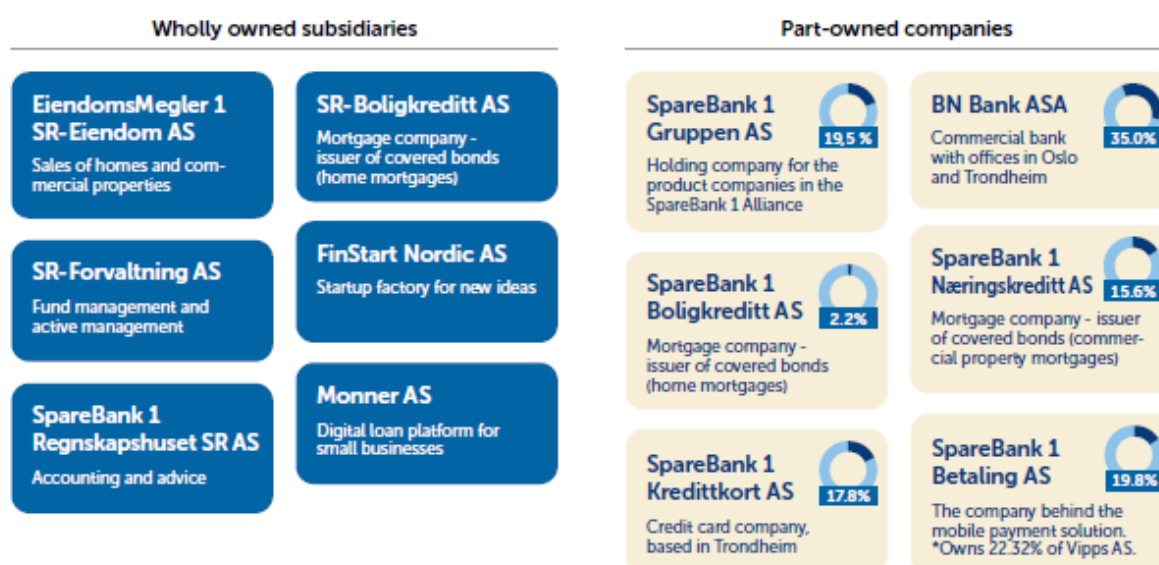 Wholly owned subsidiaries
EiendomsMegler 1
SR-Eiendom AS
Sales of homes and com-
mercial properties
SR-Forvaltning AS
Fund management and
active management
SpareBank 1
Regnskapshuset SR AS
Accounting and advice
SR-Boligkreditt AS
Mortgage company -
issuer of covered bonds
(home mortgages)
FinStart Nordic AS
Startup factory for new ideas
Monner AS
Digital loan platform for
small businesses
Part-owned companies
SpareBank 1
Gruppen AS
19,5 %
Holding company for the
product companies in the
SpareBank 1 Alliance
SpareBank 1
Boligkreditt AS
2.2%
Mortgage company -
issuer of covered bonds
(home mortgages)
SpareBank 1
Kredittkort AS
17.8%
Credit card company,
based in Trondheim
BN Bank ASA
35.0%
Commercial bank
with offices in Oslo
and Trondheim
SpareBank 1
Næringskreditt AS
15.6%
Mortgage company - issuer
of covered bonds (commer-
cial property mortgages)
SpareBank 1
Betaling AS
19.8%
The company behind the
mobile payment solution.
*Owns 22.32% of Vipps AS.